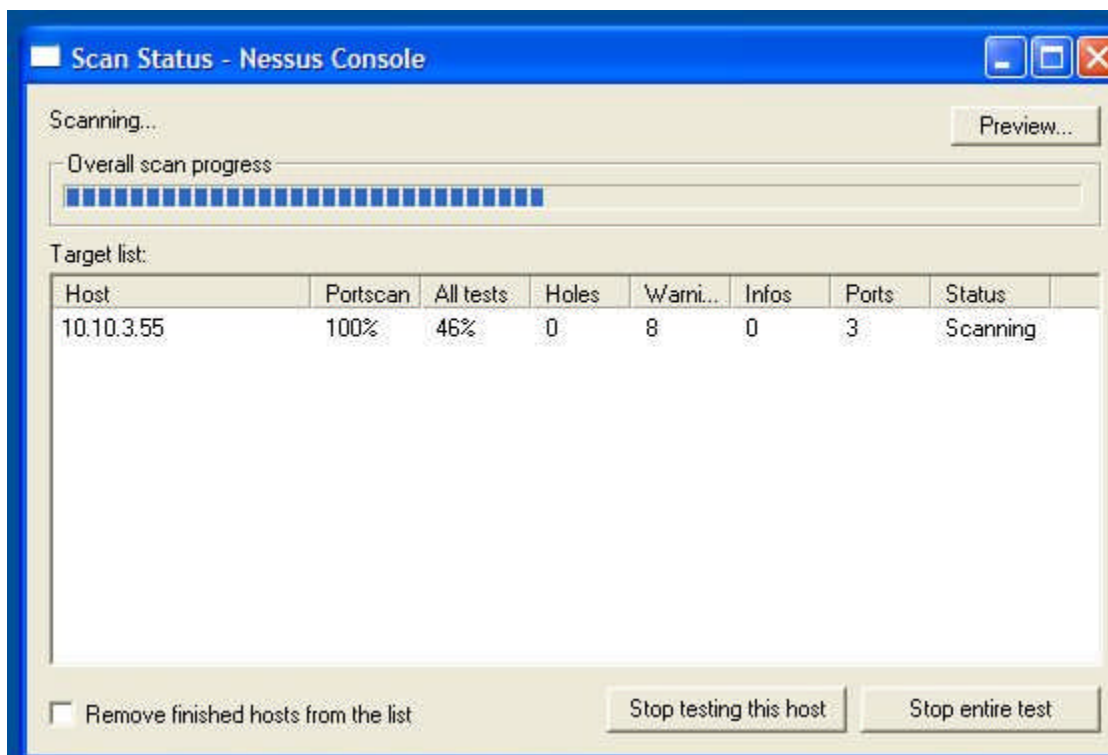 Scan Status - Nessus Console
Scanning...
Preview...
Overall scan progress
Target list:
Host Portscan All tests Holes Warni... Infos Ports Status
10.10.3.55 100% 46% 0 8 0 3 Scanning
Remove finished hosts from the list
Stop testing this host
Stop entire test